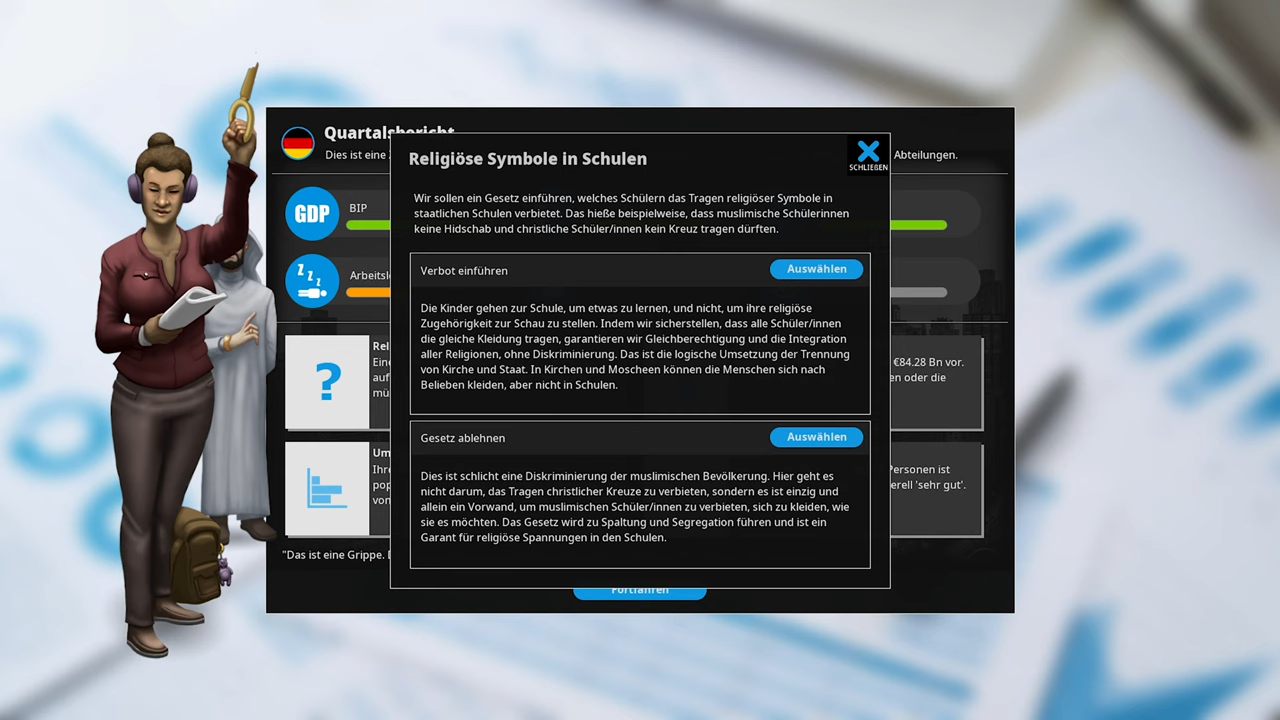 Quartalsbericht
Dies ist eine
Abteilungen.
Religiöse Symbole in Schulen
SCHLIEßEN
Wir sollen ein Gesetz einführen, welches Schülern das Tragen religiöser Symbole in
staatlichen Schulen verbietet. Das hieße beispielweise, dass muslimische Schülerinnen
keine Hidschab und christliche Schüler/innen kein Kreuz tragen dürften.
GDP
BIP
Verbot einführen
Auswählen
Z Z Z
Die Kinder gehen zur Schule, um etwas zu lernen, und nicht, um ihre religiöse
Zugehörigkeit zur Schau zu stellen. Indem wir sicherstellen, dass alle Schüler/innen
die gleiche Kleidung tragen, garantieren wir Gleichberechtigung und die Integration
aller Religionen, ohne Diskriminierung. Das ist die logische Umsetzung der Trennung
von Kirche und Staat. In Kirchen und Moscheen können die Menschen sich nach
Belieben kleiden, aber nicht in Schulen.
?
€84.28 Bn vor.
oder die
Gesetz ablehnen
Auswählen
Dies ist schlicht eine Diskriminierung der muslimischen Bevölkerung. Hier geht es
nicht darum, das Tragen christlicher Kreuze zu verbieten, sondern es ist einzig und
allein ein Vorwand, um muslimischen Schüler/innen zu verbieten, sich zu kleiden, wie
sie es möchten. Das Gesetz wird zu Spaltung und Segregation führen und ist ein
Garant für religiöse Spannungen in den Schulen.
Personen ist
'sehr gut'.
"Das ist eine Grippe.
Fortfahren